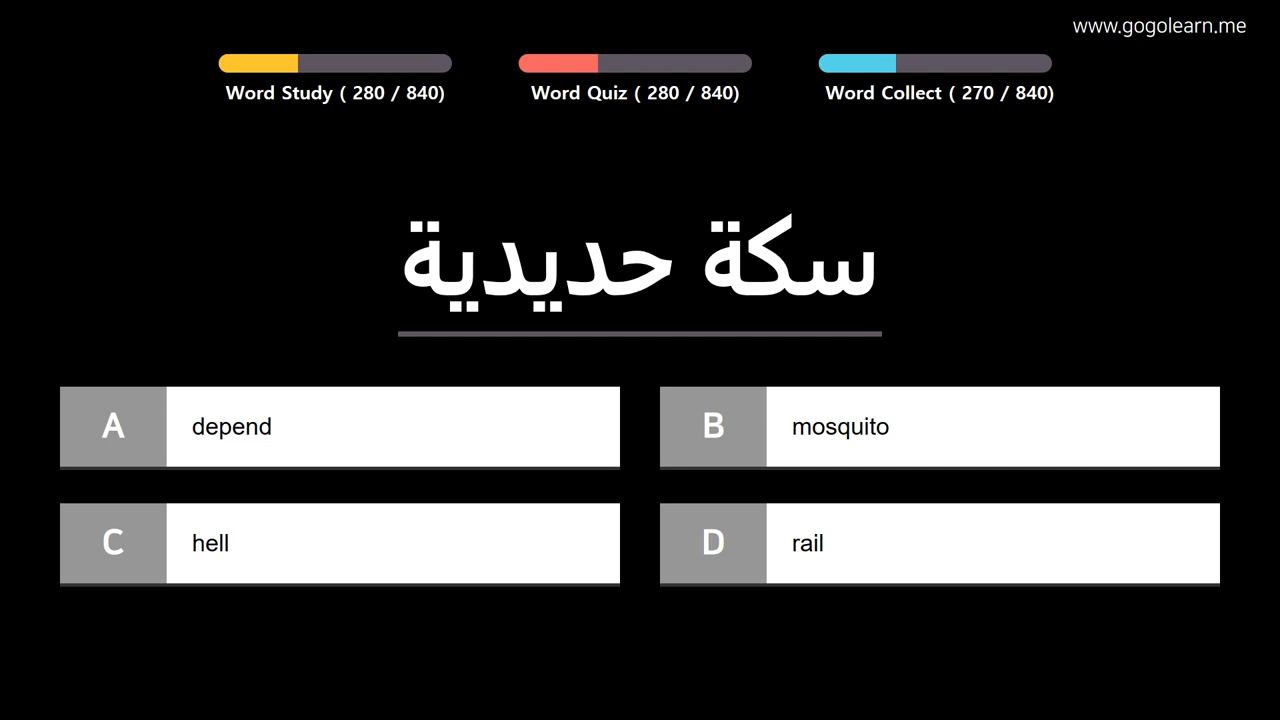 www.gogolearn.me
Word Study ( 280 / 840)
Word Quiz ( 280 / 840)
Word Collect ( 270 / 840)
سكة حديدية
A depend
B mosquito
C hell
D rail